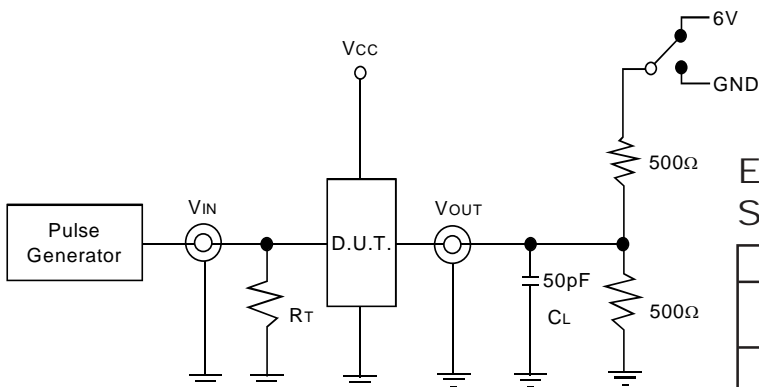 6V
VCC
GND
500Ω
E
S
VIN
VOUT
Pulse
Generator
D.U.T.
50pF
RT
CL
500Ω